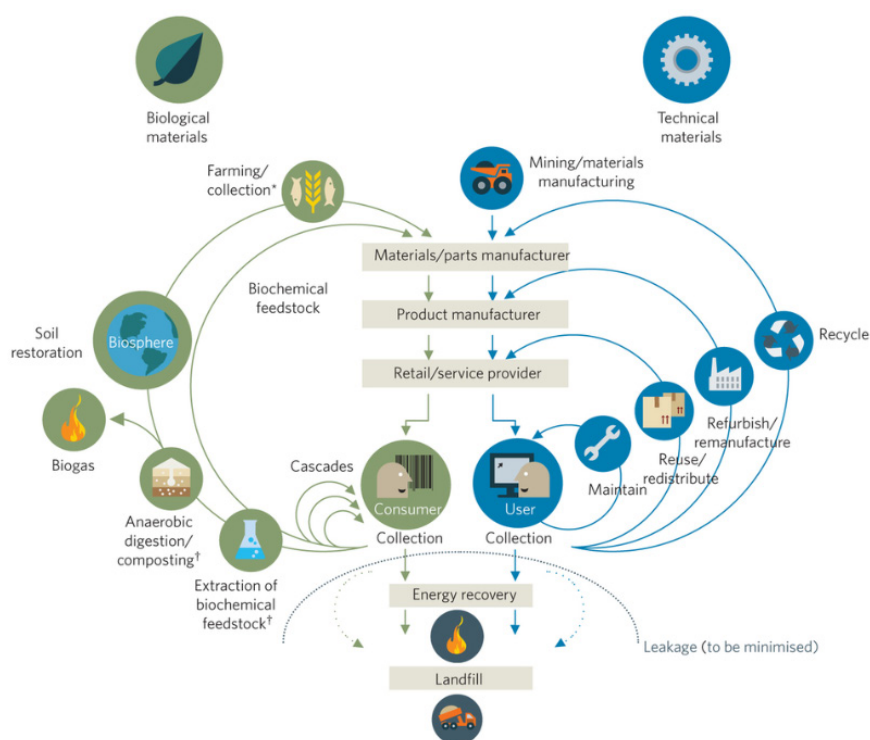 Biological
materials
Technical
materials
Farming/
collection*
Mining/materials
manufacturing
Materials/parts manufacturer
Biochemical
feedstock
Product manufacturer
Soil
restoration
Biosphere
Recycle
Retail/service provider
Refurbish/
remanufacture
Biogas
Reuse/
redistribute
Cascades
Maintain
Consumer
User
Anaerobic
digestion/
composting†
Collection
Collection
Extraction of
biochemical
feedstock†
Energy recovery
Leakage (to be minimised)
Landfill